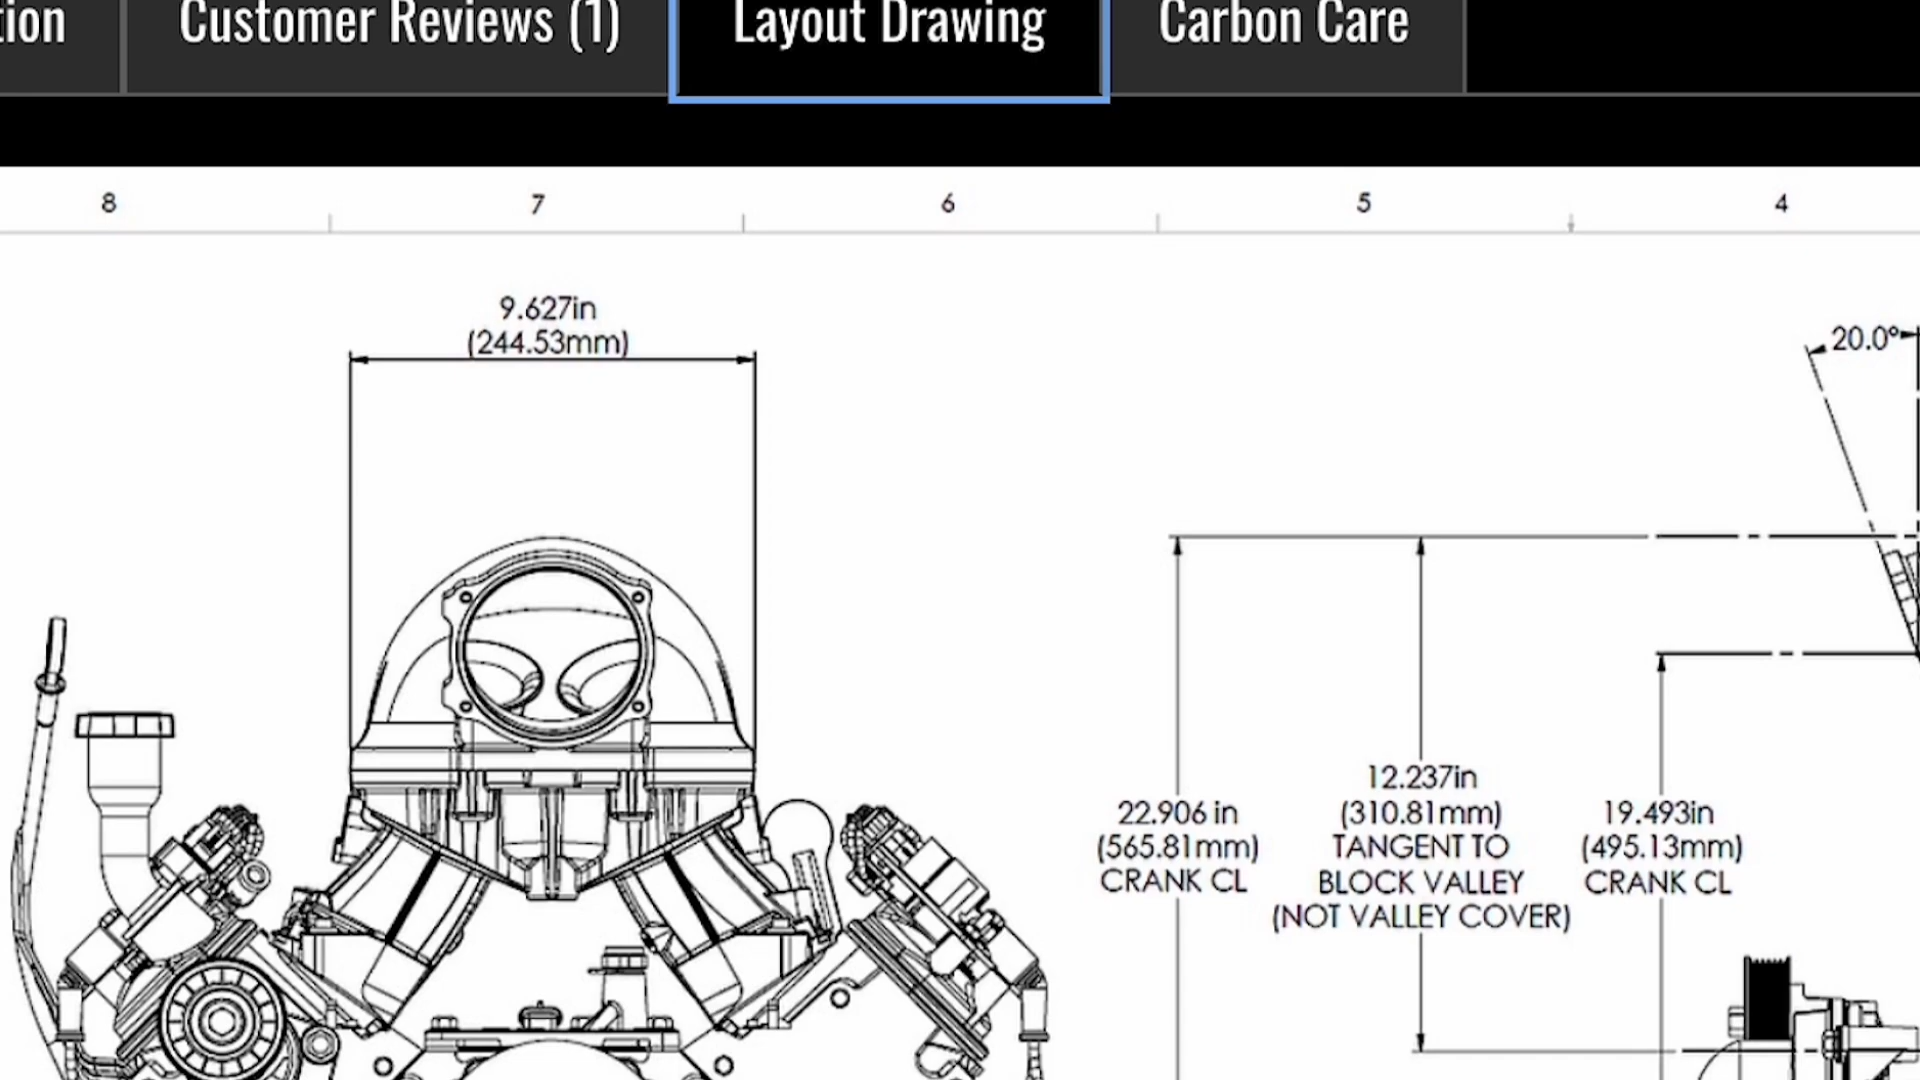 tion
Customer Reviews (1)
Layout Drawing
Carbon Care
8
7
6
5
4
9.627in
(244.53mm)
20.0°
22.906 in
(565.81mm)
CRANK CL
12.237in
(310.81mm)
TANGENT TO
BLOCK VALLEY
(NOT VALLEY COVER)
19.493in
(495.13mm)
CRANK CL